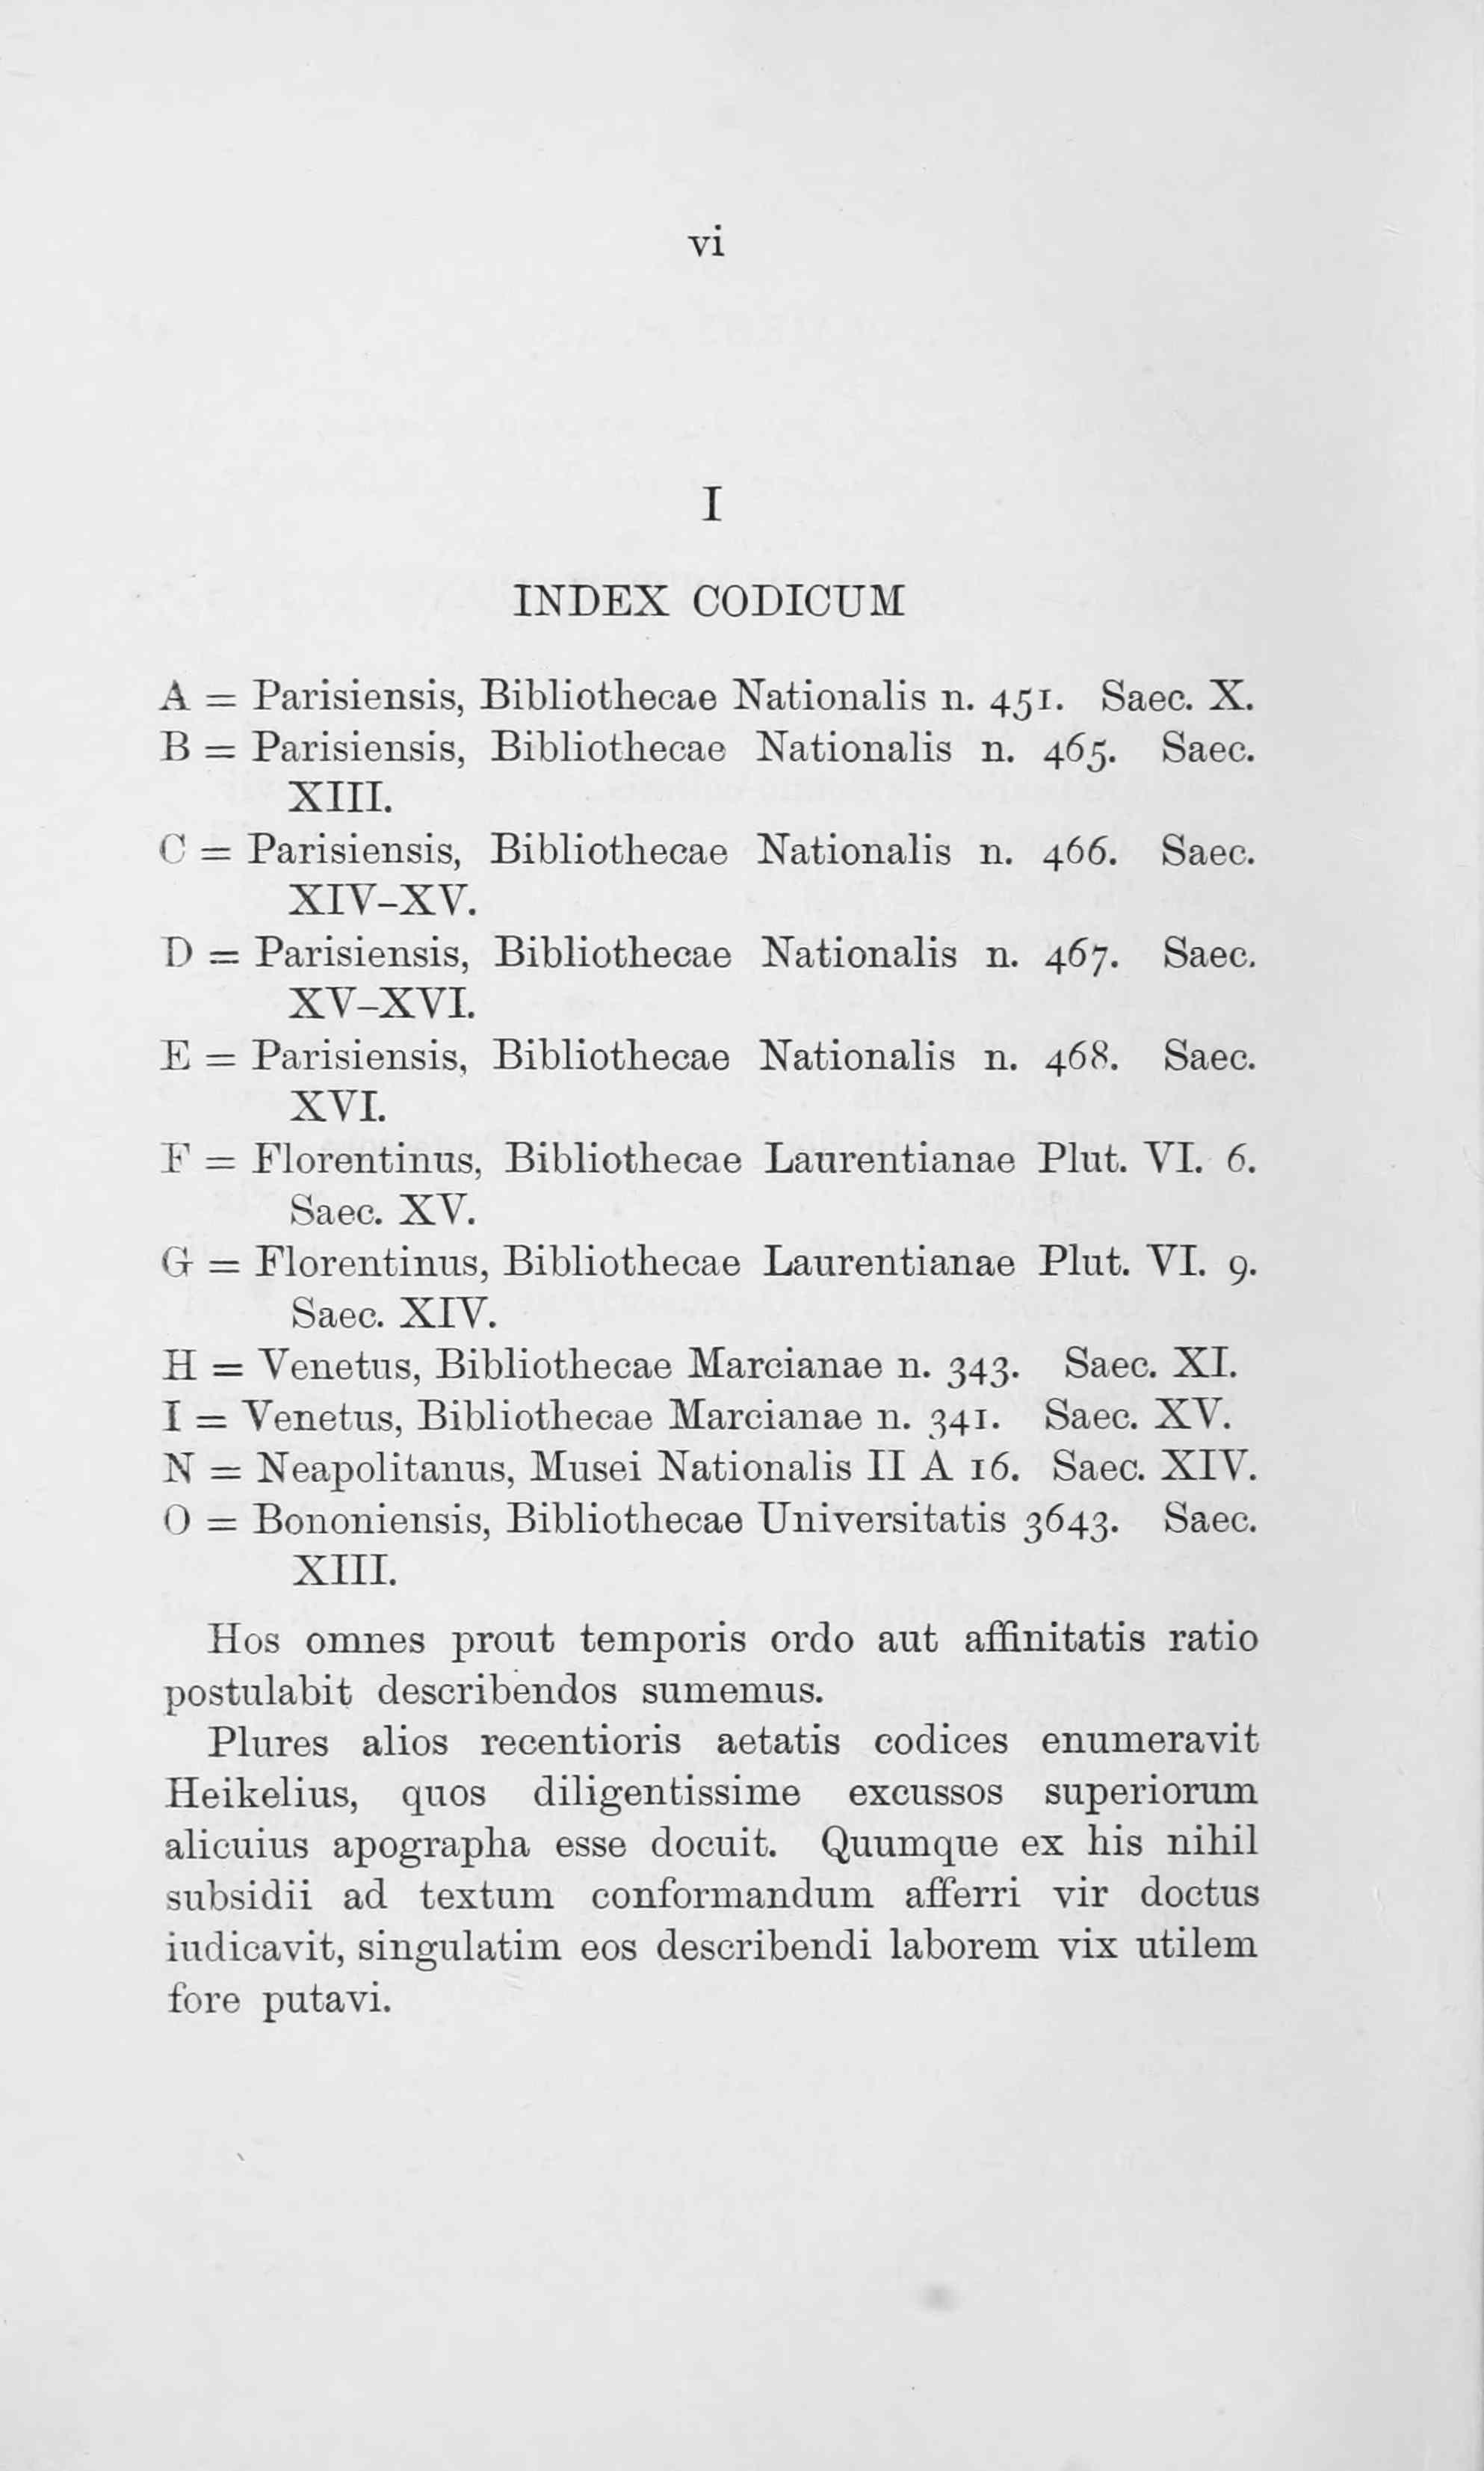 vi
I
INDEX CODICUM
A = Parisiensis, Bibliothecae Nationalis n. 451. Saec. X.
B = Parisiensis, Bibliothecae Nationalis n. 465. Saec.
XIII.
C = Parisiensis, Bibliothecae Nationalis n. 466. Saec.
XIV–XV.
D = Parisiensis, Bibliothecae Nationalis n. 467. Saec.
XV–XVI.
E = Parisiensis, Bibliothecae Nationalis n. 468. Saec.
XVI.
F = Florentinus, Bibliothecae Laurentianae Plut. VI. 6.
Saec. XV.
G = Florentinus, Bibliothecae Laurentianae Plut. VI. 9.
Saec. XIV.
H = Venetus, Bibliothecae Marcianae n. 343. Saec. XI.
I = Venetus, Bibliothecae Marcianae n. 341. Saec. XV.
N = Neapolitanus, Musei Nationalis II A 16. Saec. XIV.
O = Bononiensis, Bibliothecae Universitatis 3643. Saec.
XIII.
Hos omnes prout temporis ordo aut affinitatis ratio
postulabit describendos sumemus.
Plures alios recentioris aetatis codices enumeravit
Heikelius, quos diligentissime excussos superiorum
alicuius apographa esse docuit. Quumque ex his nihil
subsidii ad textum conformandum afferri vir doctus
iudicavit, singulatim eos describendi laborem vix utilem
fore putavi.